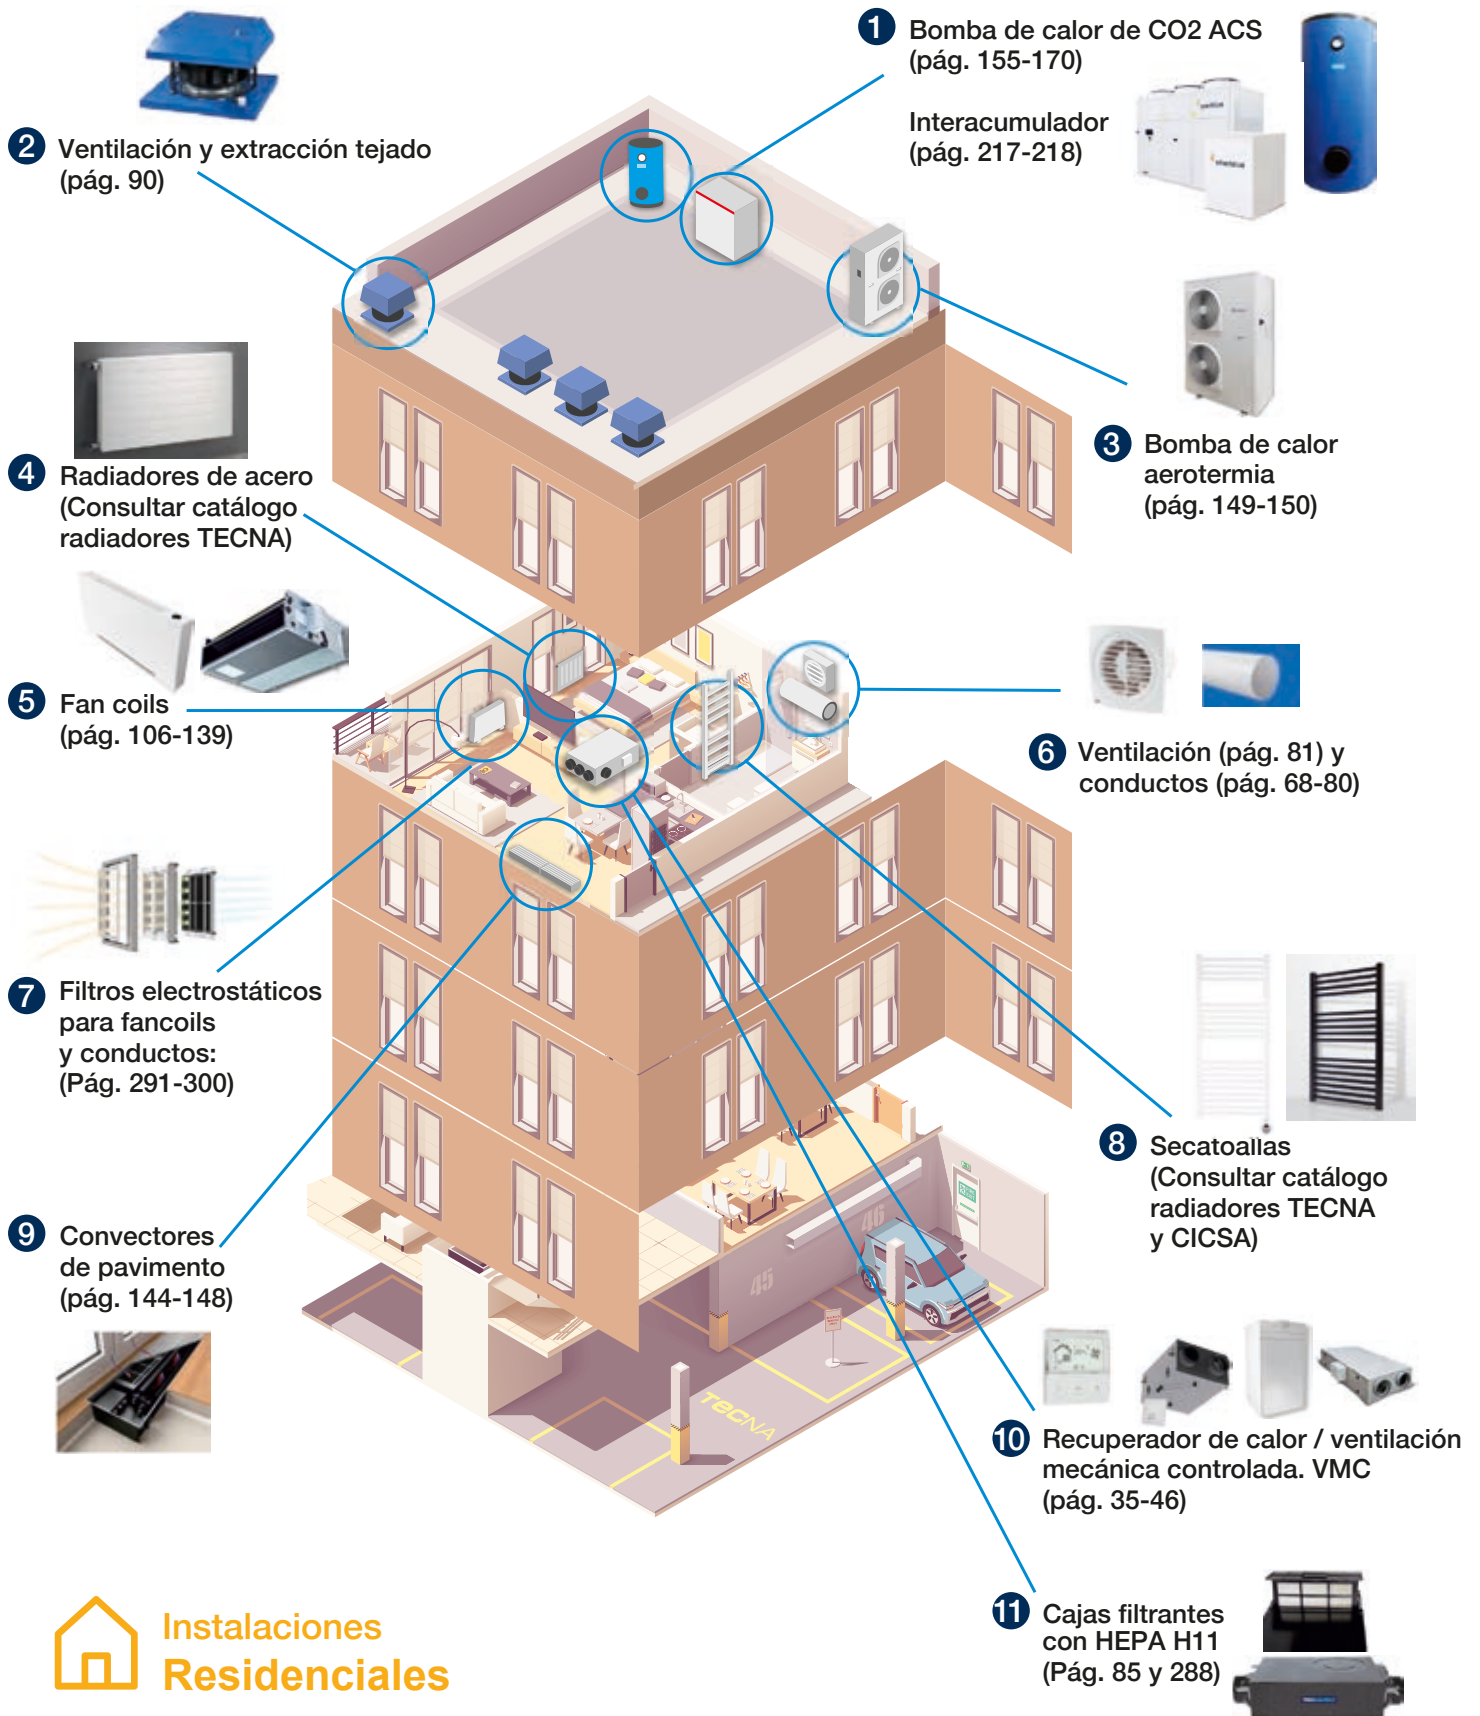 1 Bomba de calor de CO2 ACS
(pág. 155-170)
Interacumulador
(pág. 217-218)
2 Ventilación y extracción tejado
(pág. 90)
3 Bomba de calor
aerotermia
(pág. 149-150)
4 Radiadores de acero
(Consultar catálogo
radiadores TECNA)
5 Fan coils
(pág. 106-139)
6 Ventilación (pág. 81) y
conductos (pág. 68-80)
7 Filtros electrostáticos
para fancoils
y conductos:
(Pág. 291-300)
8 Secatoallas
(Consultar catálogo
radiadores TECNA
y CICSA)
9 Convectores
de pavimento
(pág. 144-148)
46
45
TECNA
10 Recuperador de calor / ventilación
mecánica controlada. VMC
(pág. 35-46)
11 Cajas filtrantes
con HEPA H11
(Pág. 85 y 288)
Instalaciones
Residenciales